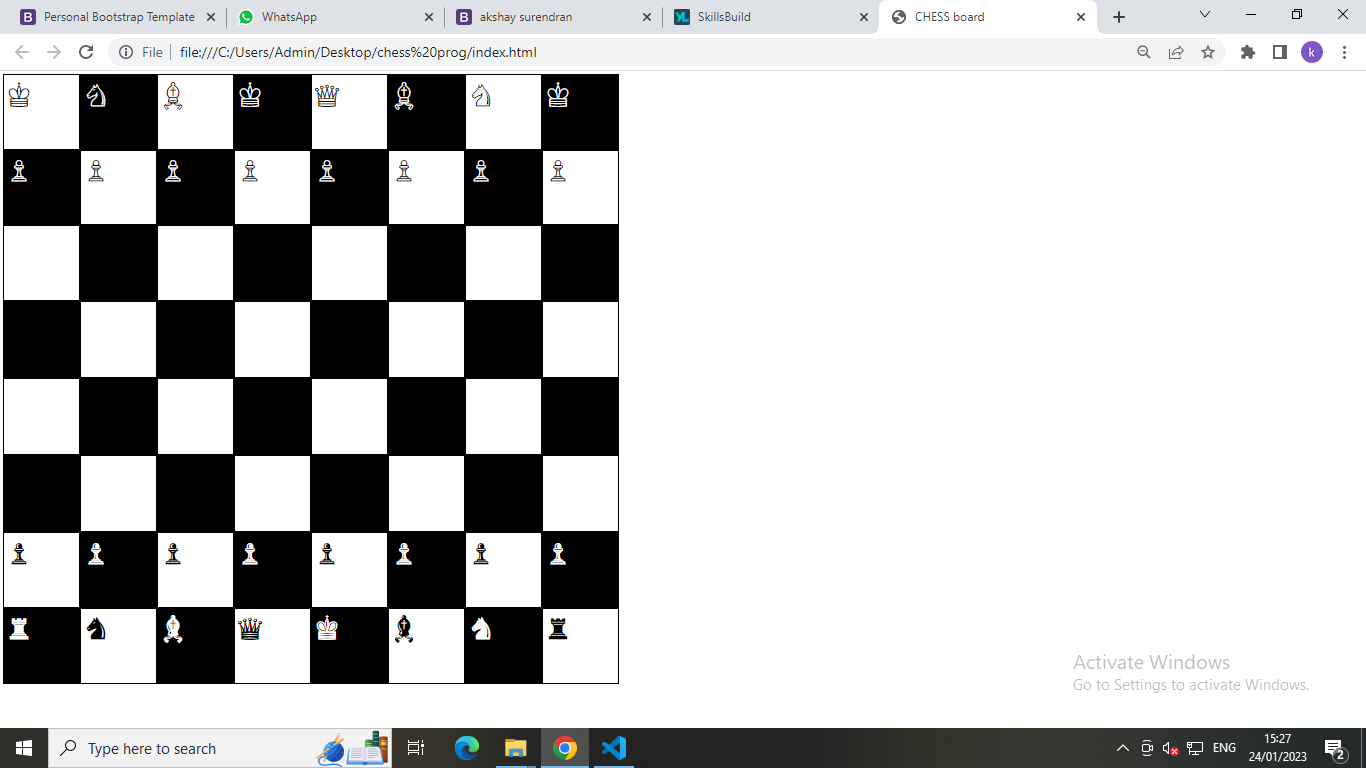 Personal Bootstrap Template
WhatsApp
akshay surendran
SkillsBuild
CHESS board
File
file:///C:/Users/Admin/Desktop/chess%20prog/index.html
k
♔ ♘ ♗ ♔ ♕ ♗ ♘ ♔
♙ ♙ ♙ ♙ ♙ ♙ ♙ ♙
♟ ♟ ♟ ♟ ♟ ♟ ♟ ♟
♜ ♞ ♝ ♛ ♚ ♝ ♞ ♜
Activate Windows
Go to Settings to activate Windows.
Type here to search
ENG
15:27
24/01/2023
2